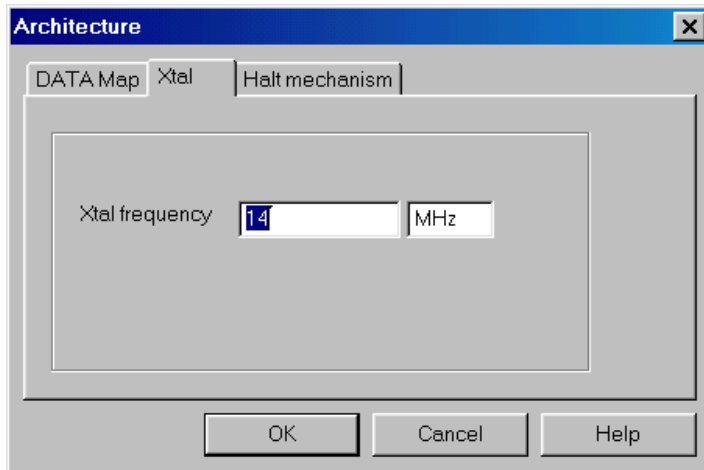 Architecture
DATA Map Xtal Halt mechanism
Xtal frequency 14 MHz
OK Cancel Help